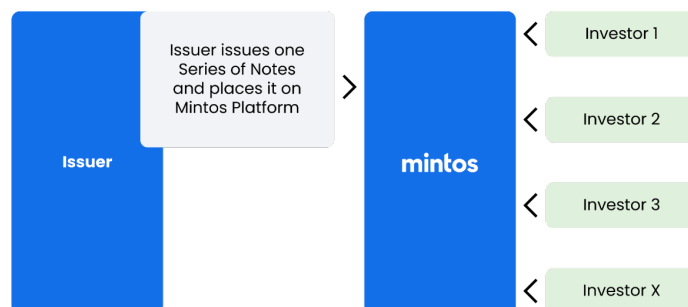 Issuer issues one
Series of Notes
and places it on
Mintos Platform
Issuer
mintos
Investor 1
Investor 2
Investor 3
Investor X